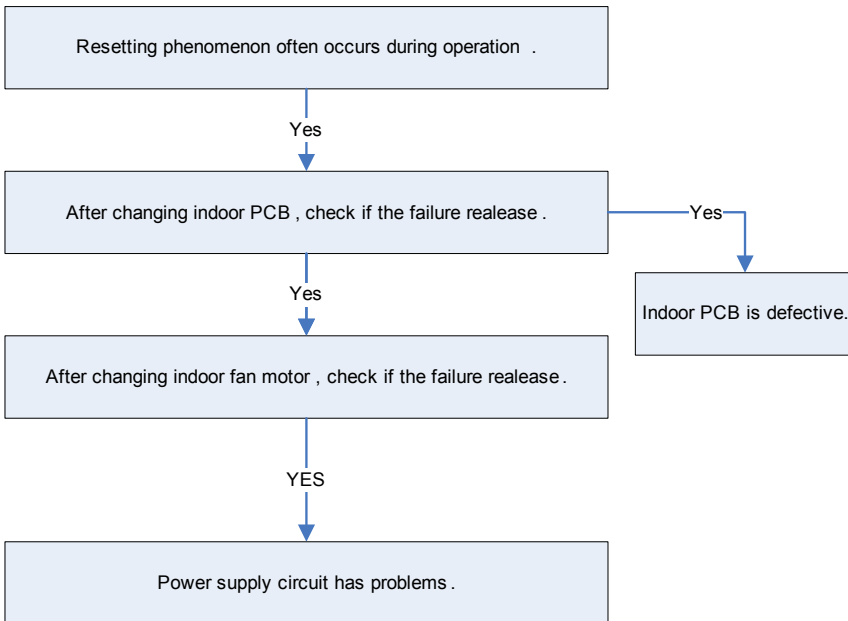 Resetting phenomenon often occurs during operation .
Yes
After changing indoor PCB , check if the failure realease .
Yes
Yes
Indoor PCB is defective.
After changing indoor fan motor , check if the failure realease .
YES
Power supply circuit has problems .